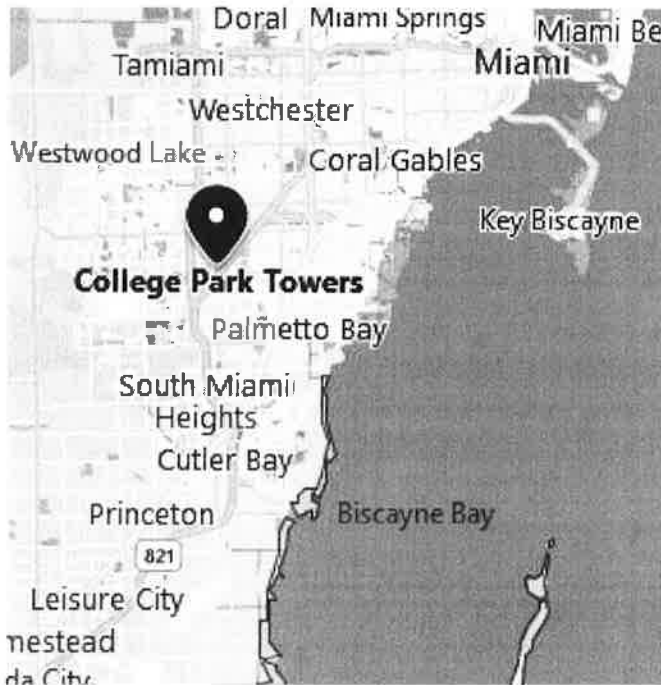 Doral
Miami Springs
Miami Be
Tamiami
Miami
Westchester
Westwood Lake
Coral Gables
Key Biscayne
College Park Towers
Palmetto Bay
South Miami
Heights
Cutler Bay
Princeton
Biscayne Bay
821
Leisure City
mestead
da City